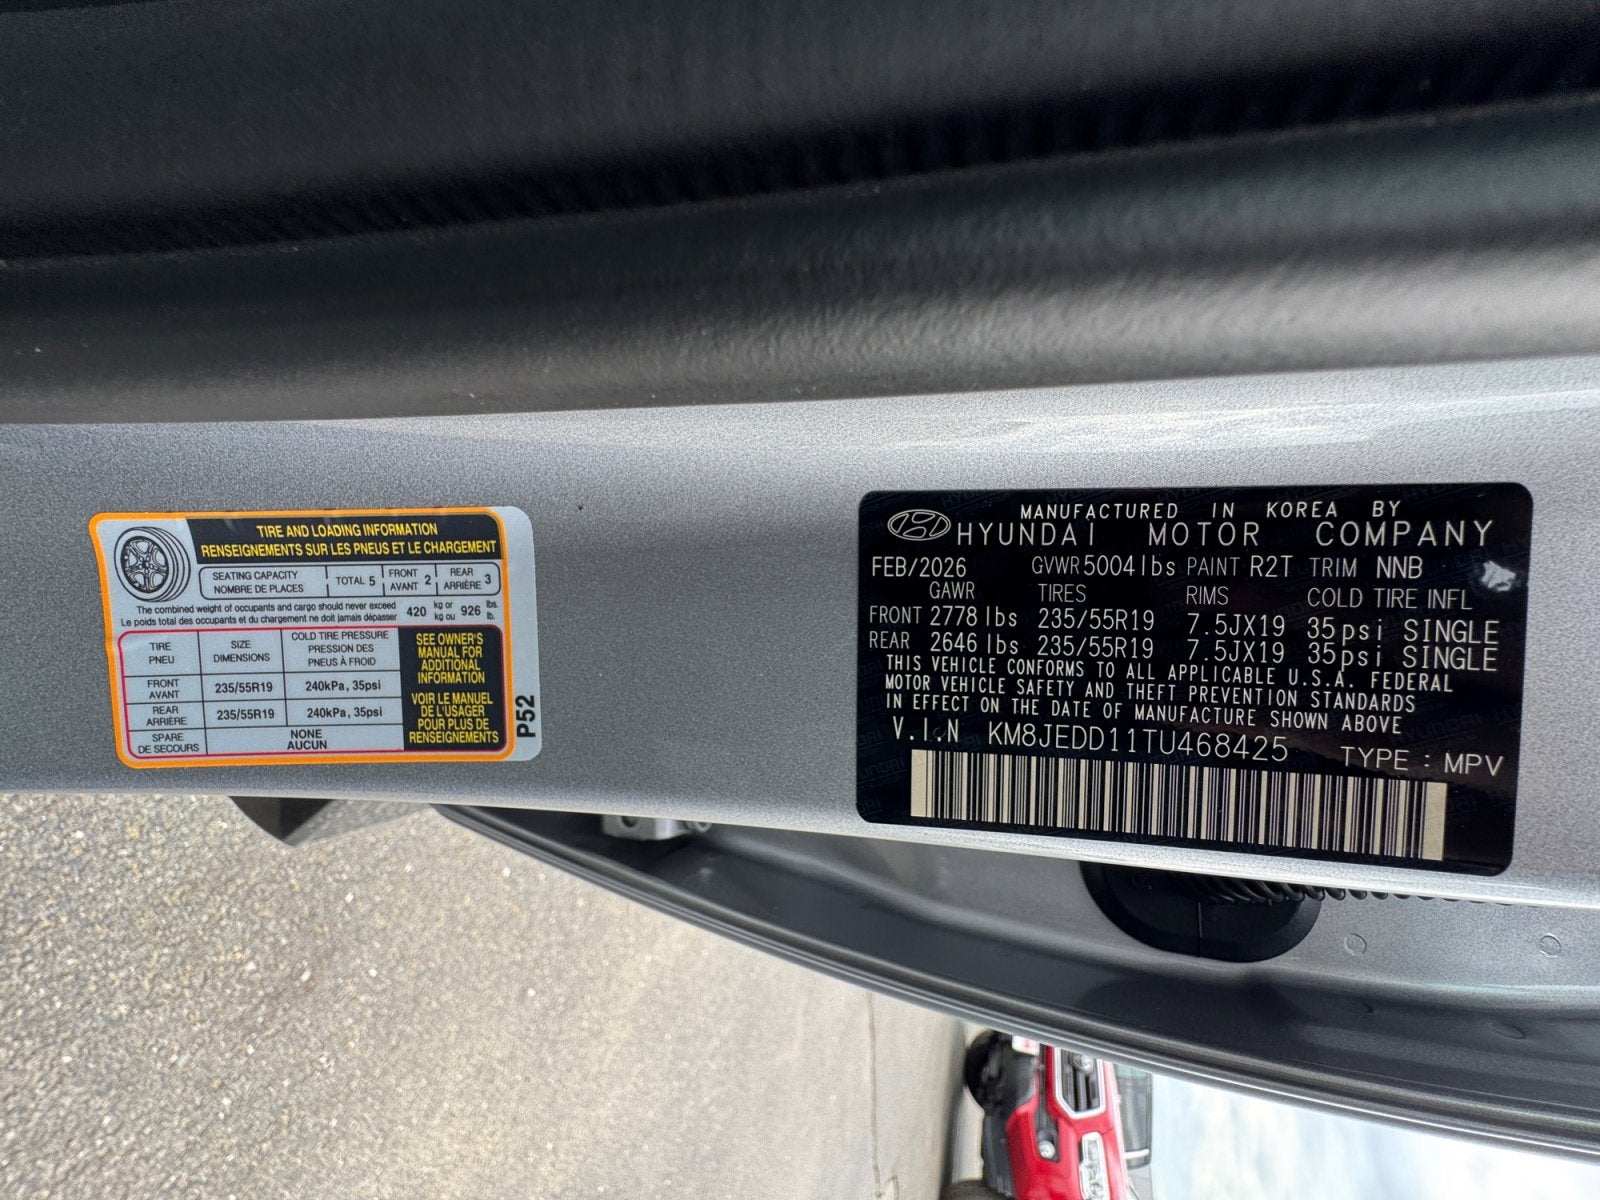 TIRE AND LOADING INFORMATION
RENSEIGNEMENTS SUR LES PNEUS ET LE CHARGEMENT
SEATING CAPACITY
NOMBRE DE PLACES
TOTAL 5
FRONT
AVANT 2
REAR
ARRIÈRE 3
The combined weight of occupants and cargo should never exceed
Le poids total des occupants et du chargement ne doit jamais dépasser
420 kg or kg ou 926 lbs. lb.
TIRE
PNEU
SIZE
DIMENSIONS
COLD TIRE PRESSURE
PRESSION DES
PNEUS À FROID
FRONT
AVANT
235/55R19
240kPa, 35psi
REAR
ARRIÈRE
235/55R19
240kPa, 35psi
SPARE
DE SECOURS
NONE
AUCUN
SEE OWNER'S
MANUAL FOR
ADDITIONAL
INFORMATION
VOIR LE MANUEL
DE L'USAGER
POUR PLUS DE
RENSEIGNEMENTS
P52
MANUFACTURED IN KOREA BY
HYUNDAI MOTOR COMPANY
FEB/2026 GVWR 5004 lbs PAINT R2T TRIM NNB
GAWR TIRES RIMS COLD TIRE INFL
FRONT 2778 lbs 235/55R19 7.5JX19 35psi SINGLE
REAR 2646 lbs 235/55R19 7.5JX19 35psi SINGLE
THIS VEHICLE CONFORMS TO ALL APPLICABLE U.S.A. FEDERAL
MOTOR VEHICLE SAFETY AND THEFT PREVENTION STANDARDS
IN EFFECT ON THE DATE OF MANUFACTURE SHOWN ABOVE
V.I.N KM8JEDD11TU468425 TYPE : MPV